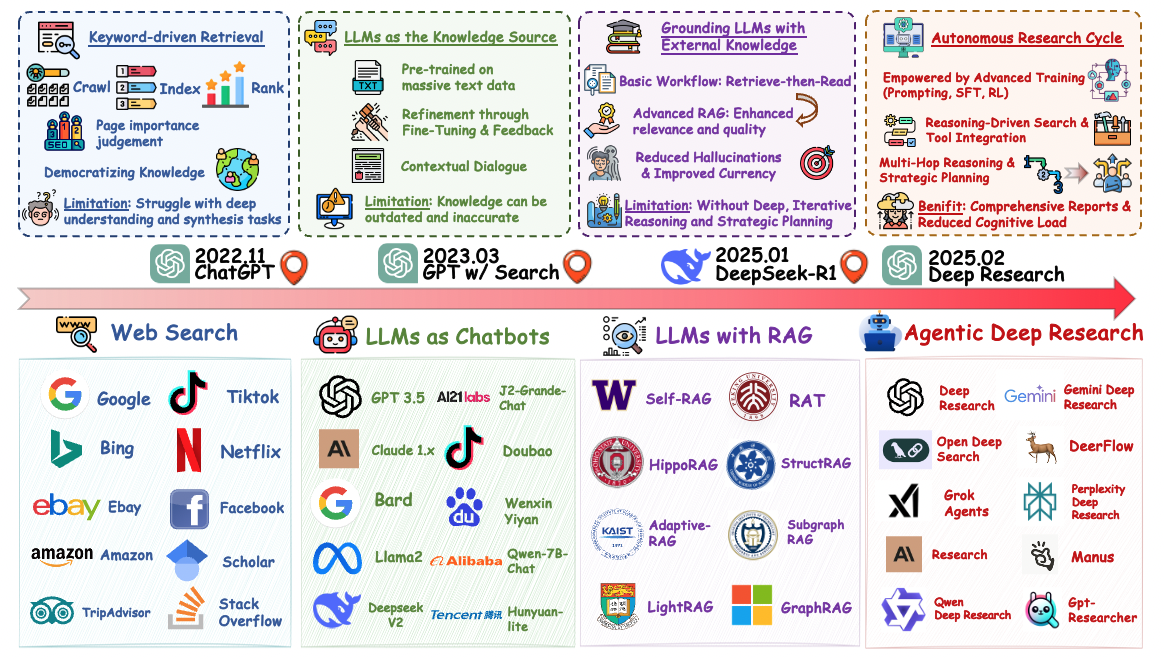 Keyword-driven Retrieval
Crawl
1
2
3
Index
Rank
SEO
Page importance
judgement
Democratizing Knowledge
Limitation: Struggle with deep
understanding and synthesis tasks
LLMs as the Knowledge Source
TXT
Pre-trained on
massive text data
Refinement through
Fine-Tuning & Feedback
Contextual Dialogue
Limitation: Knowledge can be
outdated and inaccurate
Grounding LLMs with
External Knowledge
Basic Workflow: Retrieve-then-Read
Advanced RAG: Enhanced
relevance and quality
Reduced Hallucinations
& Improved Currency
Limitation: Without Deep, Iterative
Reasoning and Strategic Planning
Autonomous Research Cycle
Empowered by Advanced Training
(Prompting, SFT, RL)
Reasoning-Driven Search &
Tool Integration
Multi-Hop Reasoning &
Strategic Planning
3
Benifit: Comprehensive Reports &
Reduced Cognitive Load
2022.11
ChatGPT
2023.03
GPT w/ Search
2025.01
DeepSeek-R1
2025.02
Deep Research
WWW
Web Search
LLMs as Chatbots
LLMs with RAG
Agentic Deep Research
Google
Tiktok
Bing
Netflix
ebay
Ebay
Facebook
amazon
Amazon
Scholar
TripAdvisor
Stack
Overflow
GPT 3.5
AI21 labs
J2-Grande-
Chat
Claude 1.x
Doubao
Bard
du
Wenxin
Yiyan
Llama2
Alibaba
Qwen-7B-
Chat
Deepseek
V2
Tencent 腾讯
Hunyuan-
lite
W
Self-RAG
RAT
HippoRAG
StructRAG
KAIST
1971
Adaptive-
RAG
Subgraph
RAG
LightRAG
GraphRAG
Deep
Research
Gemini
Gemini Deep
Research
Open Deep
Search
DeerFlow
Grok
Agents
Perplexity
Deep
Research
Research
Manus
Qwen
Deep Research
Gpt-
Researcher